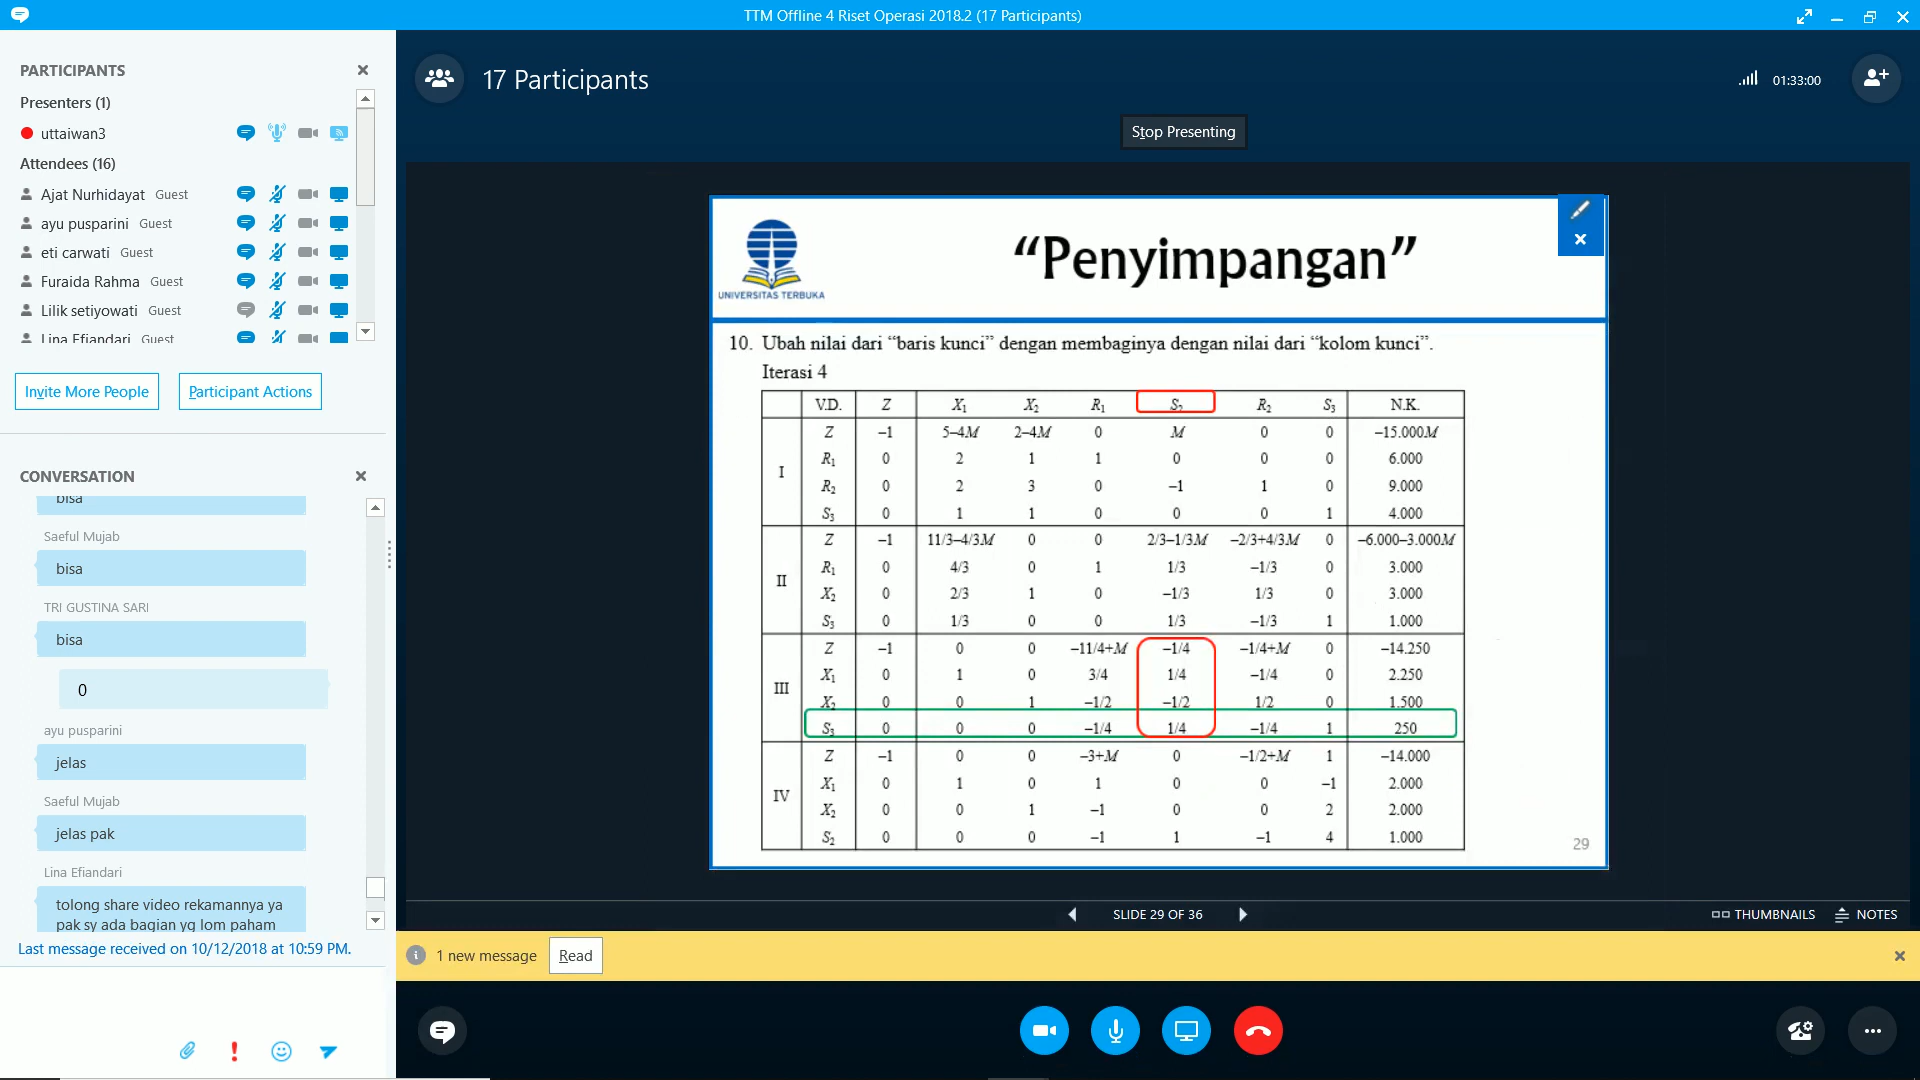 TTM Offline 4 Riset Operasi 2018.2 (17 Participants)
PARTICIPANTS
Presenters (1)
uttaiwan3
Attendees (16)
Ajat Nurhidayat Guest
ayu pusparini Guest
eti carwati Guest
Furaida Rahma Guest
Lilik setiyowati Guest
Lina Efiandari Guest
Invite More People
Participant Actions
CONVERSATION
bisa
Saeful Mujab
bisa
TRI GUSTINA SARI
bisa
0
ayu pusparini
jelas
Saeful Mujab
jelas pak
Lina Efiandari
tolong share video rekamannya ya
pak sy ada bagian yg lom paham
Last message received on 10/12/2018 at 10:59 PM.
17 Participants
01:33:00
Stop Presenting
UNIVERSITAS TERBUKA
“Penyimpangan”
10. Ubah nilai dari “baris kunci” dengan membaginya dengan nilai dari “kolom kunci”.
Iterasi 4
V.D. Z X1 X2 R1 S2 R2 S3 N.K.
I
Z –1 5–4M 2–4M 0 M 0 0 –15.000M
R1 0 2 1 1 0 0 0 6.000
R2 0 2 3 0 –1 1 0 9.000
S3 0 1 1 0 0 0 1 4.000
II
Z –1 11/3–4/3M 0 0 2/3–1/3M –2/3+4/3M 0 –6.000–3.000M
R1 0 4/3 0 1 1/3 –1/3 0 3.000
X2 0 2/3 1 0 –1/3 1/3 0 3.000
S3 0 1/3 0 0 1/3 –1/3 1 1.000
III
Z –1 0 0 –11/4+M –1/4 –1/4+M 0 –14.250
X1 0 1 0 3/4 1/4 –1/4 0 2.250
X2 0 0 1 –1/2 –1/2 1/2 0 1.500
S3 0 0 0 –1/4 1/4 –1/4 1 250
IV
Z –1 0 0 –3+M 0 –1/2+M 1 –14.000
X1 0 1 0 1 0 0 –1 2.000
X2 0 0 1 –1 0 0 2 2.000
S2 0 0 0 –1 1 –1 4 1.000
29
SLIDE 29 OF 36
THUMBNAILS
NOTES
1 new message
Read